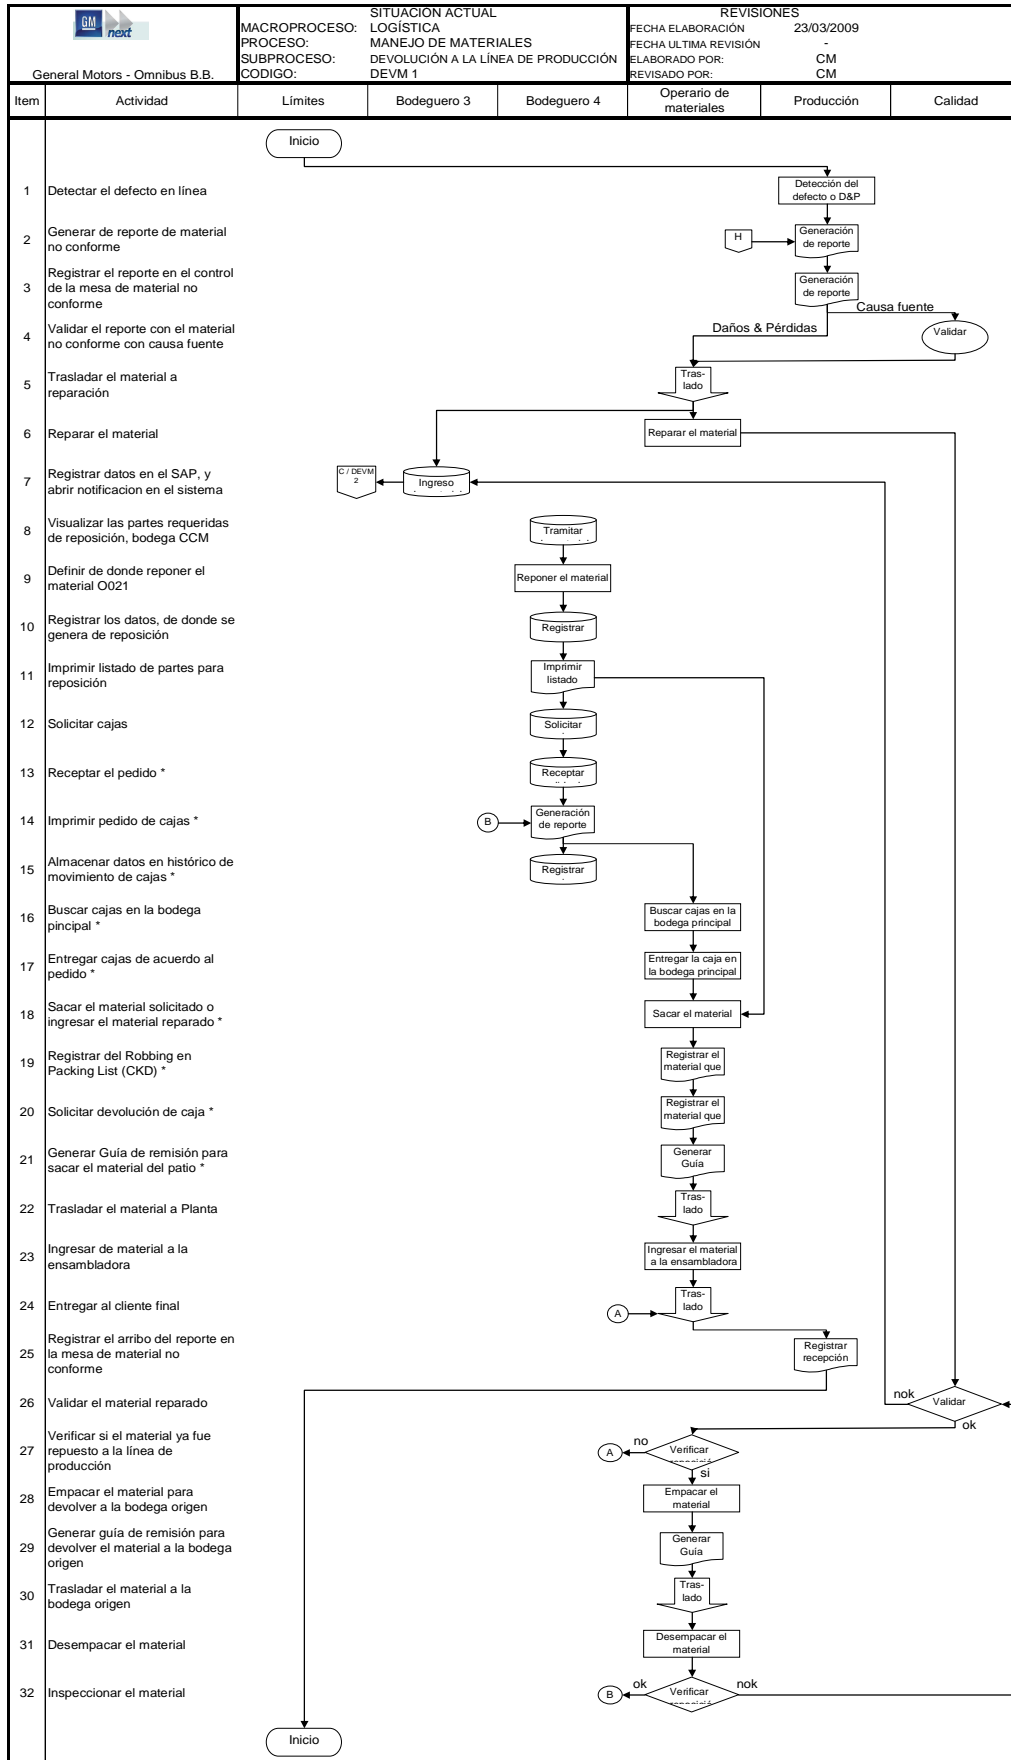 GM
next
General Motors - Omnibus B.B.
SITUACIÓN ACTUAL
MACROPROCESO: LOGÍSTICA
PROCESO: MANEJO DE MATERIALES
SUBPROCESO: DEVOLUCIÓN A LA LÍNEA DE PRODUCCIÓN
CODIGO: DEVM 1
REVISIONES
FECHA ELABORACIÓN 23/03/2009
FECHA ULTIMA REVISIÓN -
ELABORADO POR: CM
REVISADO POR: CM
Item Actividad Límites Bodeguero 3 Bodeguero 4 Operario de materiales Producción Calidad
Inicio
1 Detectar el defecto en línea
Detección del
defecto o D&P
2 Generar de reporte de material
no conforme
H
Generación
de reporte
3 Registrar el reporte en el control
de la mesa de material no
conforme
Generación
de reporte
Causa fuente
4 Validar el reporte con el material
no conforme con causa fuente
Daños & Pérdidas
Validar
5 Trasladar el material a
reparación
Tras-
lado
6 Reparar el material
Reparar el material
7 Registrar datos en el SAP, y
abrir notificacion en el sistema
C / DEVM
2
Ingreso
8 Visualizar las partes requeridas
de reposición, bodega CCM
Tramitar
9 Definir de donde reponer el
material O021
Reponer el material
10 Registrar los datos, de donde se
genera de reposición
Registrar
11 Imprimir listado de partes para
reposición
Imprimir
listado
12 Solicitar cajas
Solicitar
13 Receptar el pedido *
Receptar
14 Imprimir pedido de cajas *
B
Generación
de reporte
15 Almacenar datos en histórico de
movimiento de cajas *
Registrar
16 Buscar cajas en la bodega
pincipal *
Buscar cajas en la
bodega principal
17 Entregar cajas de acuerdo al
pedido *
Entregar la caja en
la bodega principal
18 Sacar el material solicitado o
ingresar el material reparado *
Sacar el material
19 Registrar del Robbing en
Packing List (CKD) *
Registrar el
material que
20 Solicitar devolución de caja *
Registrar el
material que
21 Generar Guía de remisión para
sacar el material del patio *
Generar
Guía
22 Trasladar el material a Planta
Tras-
lado
23 Ingresar de material a la
ensambladora
Ingresar el material
a la ensambladora
24 Entregar al cliente final
A
Tras-
lado
25 Registrar el arribo del reporte en
la mesa de material no
conforme
Registrar
recepción
26 Validar el material reparado
nok
Validar
ok
27 Verificar si el material ya fue
repuesto a la línea de
producción
A
no
Verificar
si
28 Empacar el material para
devolver a la bodega origen
Empacar el
material
29 Generar guía de remisión para
devolver el material a la bodega
origen
Generar
Guía
30 Trasladar el material a la
bodega origen
Tras-
lado
31 Desempacar el material
Desempacar el
material
32 Inspeccionar el material
B
ok
Verificar
nok
Inicio